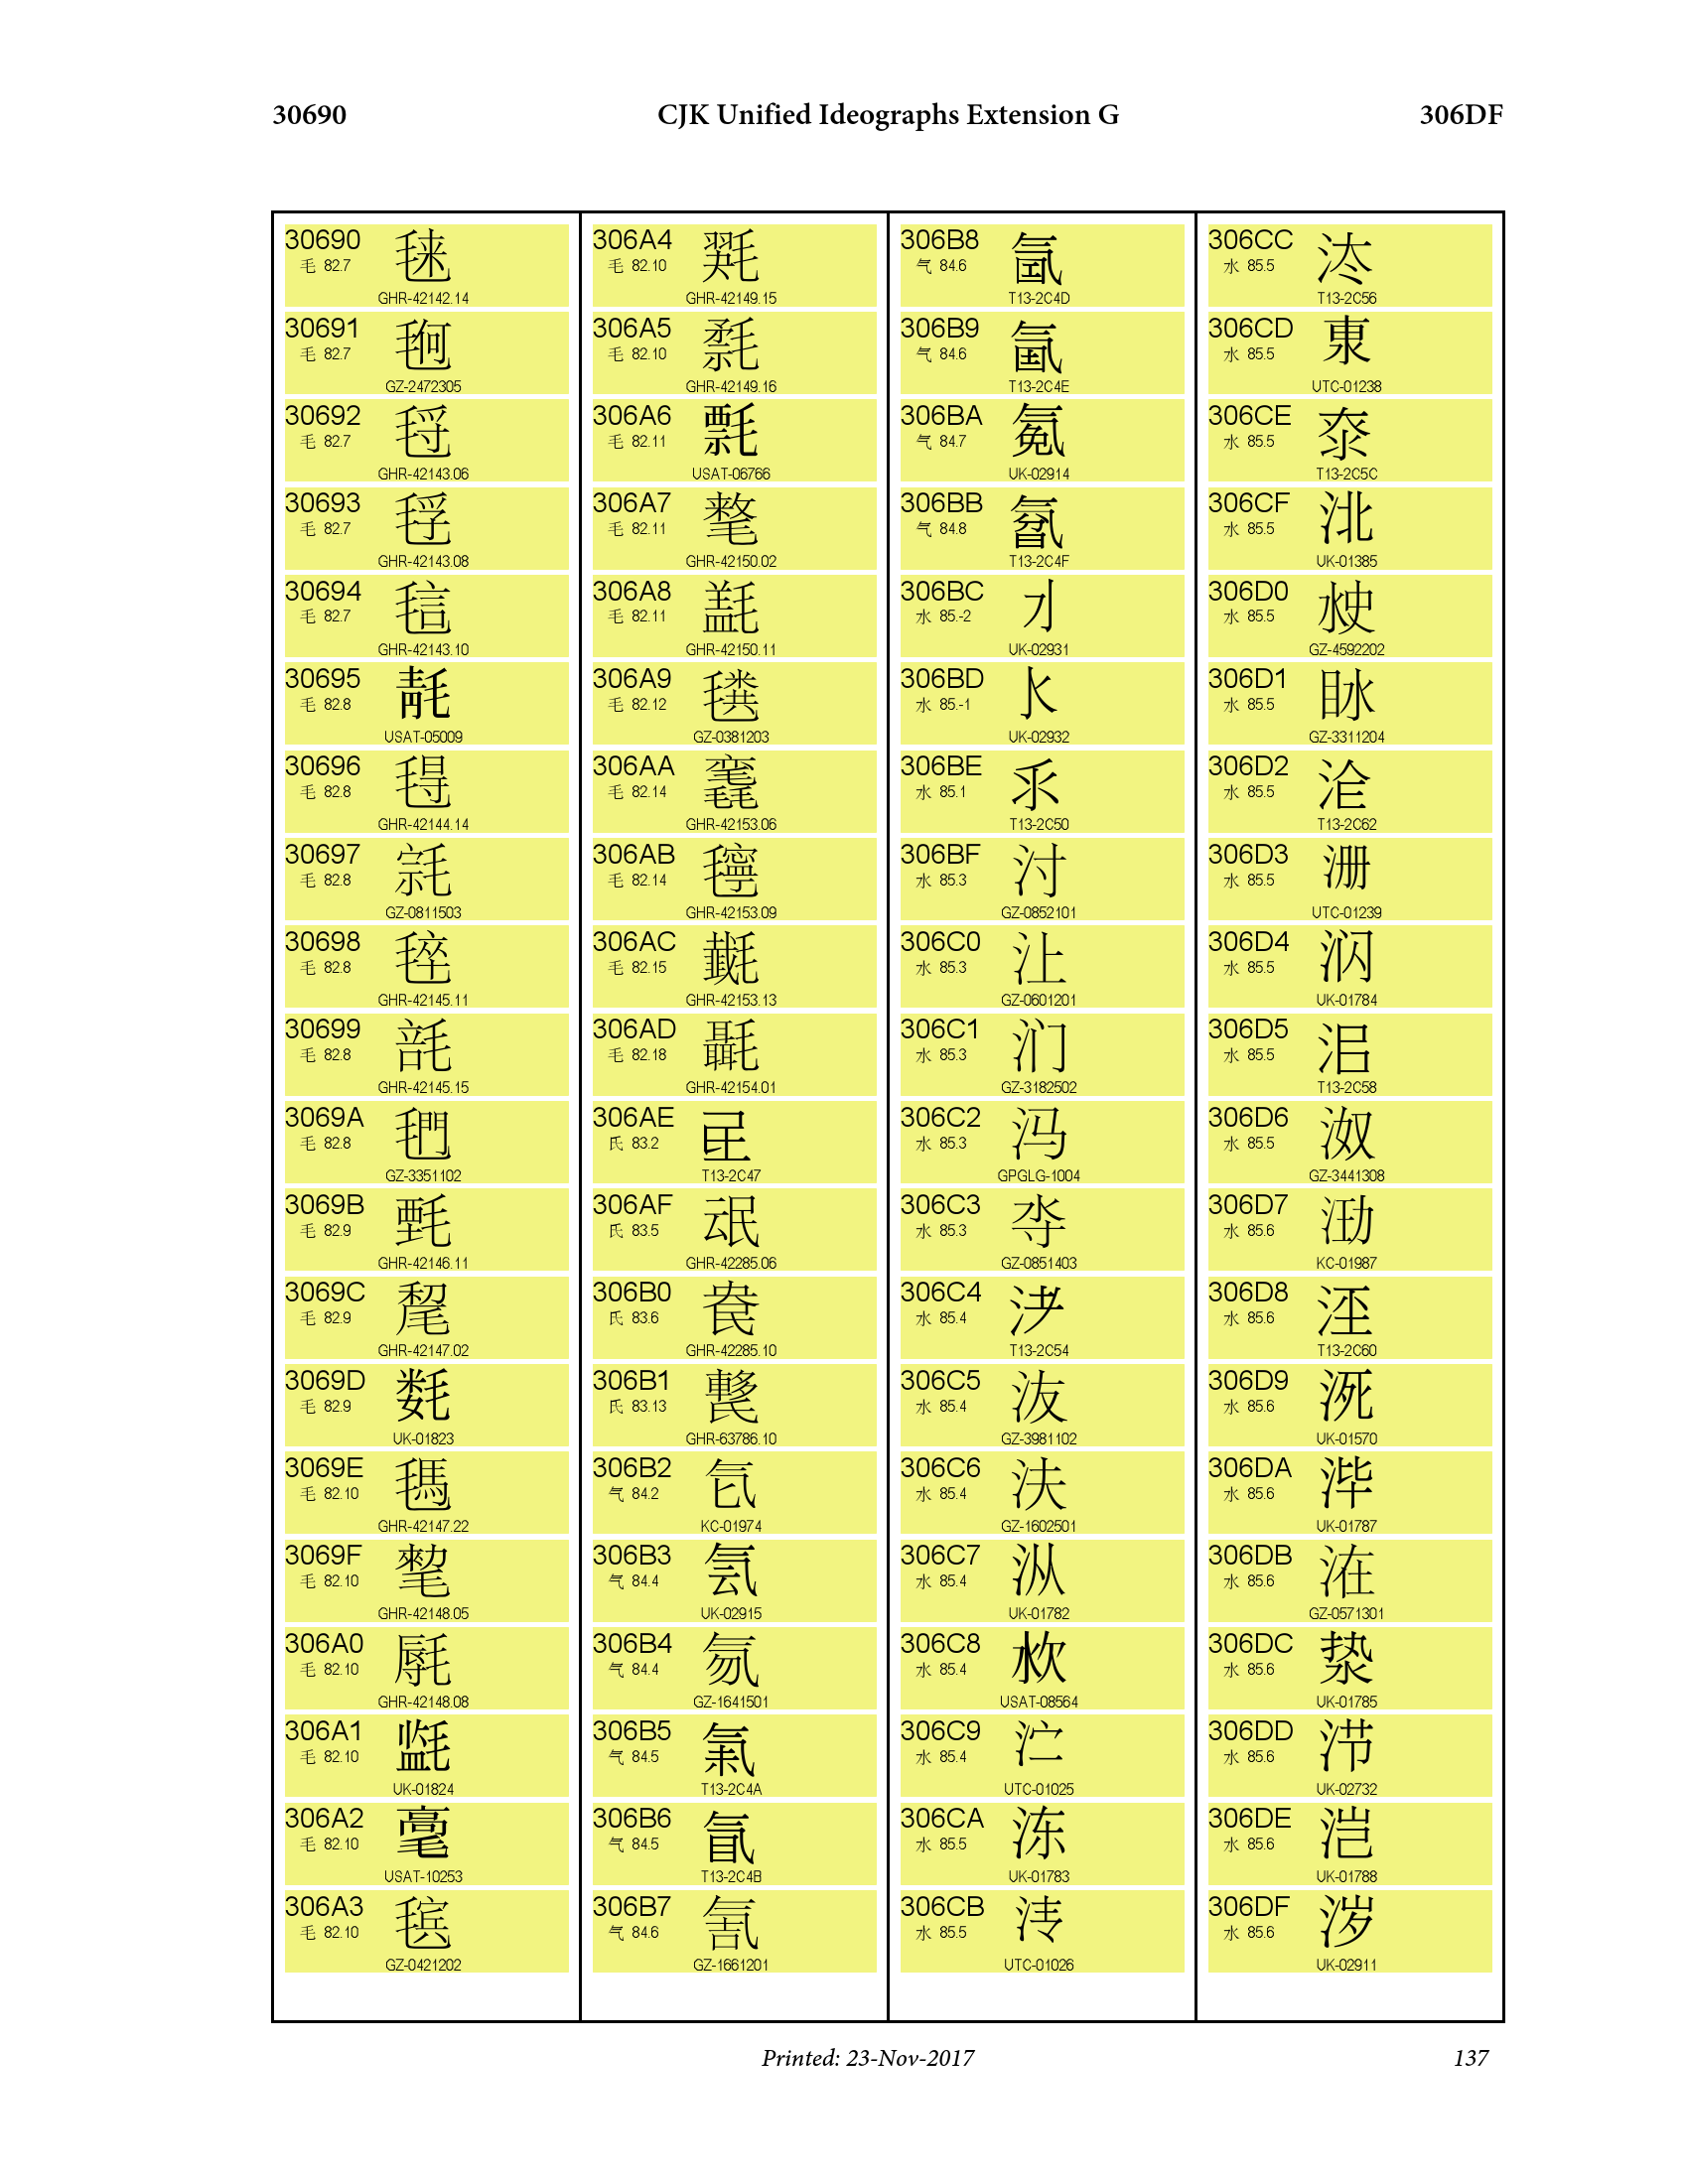 30690 CJK Unified Ideographs Extension G 306DF
30690
毛 82.7
GHR-42142.14
30691
毛 82.7
GZ-2472305
30692
毛 82.7
GHR-42143.06
30693
毛 82.7
GHR-42143.08
30694
毛 82.7
GHR-42143.10
30695
毛 82.8
USAT-05009
30696
毛 82.8
GHR-42144.14
30697
毛 82.8
GZ-0811503
30698
毛 82.8
GHR-42145.11
30699
毛 82.8
GHR-42145.15
3069A
毛 82.8
GZ-3351102
3069B
毛 82.9
GHR-42146.11
3069C
毛 82.9
GHR-42147.02
3069D
毛 82.9
UK-01823
3069E
毛 82.10
GHR-42147.22
3069F
毛 82.10
GHR-42148.05
306A0
毛 82.10
GHR-42148.08
306A1
毛 82.10
UK-01824
306A2
毛 82.10
USAT-10253
306A3
毛 82.10
GZ-0421202
306A4
毛 82.10
GHR-42149.15
306A5
毛 82.10
GHR-42149.16
306A6
毛 82.11
USAT-06766
306A7
毛 82.11
GHR-42150.02
306A8
毛 82.11
GHR-42150.11
306A9
毛 82.12
GZ-0381203
306AA
毛 82.14
GHR-42153.06
306AB
毛 82.14
GHR-42153.09
306AC
毛 82.15
GHR-42153.13
306AD
毛 82.18
GHR-42154.01
306AE
氏 83.2
T13-2C47
306AF
氏 83.5
GHR-42285.06
306B0
氏 83.6
GHR-42285.10
306B1
氏 83.13
GHR-63786.10
306B2
气 84.2
KC-01974
306B3
气 84.4
UK-02915
306B4
气 84.4
GZ-1641501
306B5
气 84.5
T13-2C4A
306B6
气 84.5
T13-2C4B
306B7
气 84.6
GZ-1661201
306B8
气 84.6
T13-2C4D
306B9
气 84.6
T13-2C4E
306BA
气 84.7
UK-02914
306BB
气 84.8
T13-2C4F
306BC
水 85.-2
UK-02931
306BD
水 85.-1
UK-02932
306BE
水 85.1
T13-2C50
306BF
水 85.3
GZ-0852101
306C0
水 85.3
GZ-0601201
306C1
水 85.3
GZ-3182502
306C2
水 85.3
GPGLG-1004
306C3
水 85.3
GZ-0851403
306C4
水 85.4
T13-2C54
306C5
水 85.4
GZ-3981102
306C6
水 85.4
GZ-1602501
306C7
水 85.4
UK-01782
306C8
水 85.4
USAT-08564
306C9
水 85.4
UTC-01025
306CA
水 85.5
UK-01783
306CB
水 85.5
UTC-01026
306CC
水 85.5
T13-2C56
306CD
水 85.5
UTC-01238
306CE
水 85.5
T13-2C5C
306CF
水 85.5
UK-01385
306D0
水 85.5
GZ-4592202
306D1
水 85.5
GZ-3311204
306D2
水 85.5
T13-2C62
306D3
水 85.5
UTC-01239
306D4
水 85.5
UK-01784
306D5
水 85.5
T13-2C58
306D6
水 85.5
GZ-3441308
306D7
水 85.6
KC-01987
306D8
水 85.6
T13-2C60
306D9
水 85.6
UK-01570
306DA
水 85.6
UK-01787
306DB
水 85.6
GZ-0571301
306DC
水 85.6
UK-01785
306DD
水 85.6
UK-02732
306DE
水 85.6
UK-01788
306DF
水 85.6
UK-02911
Printed: 23-Nov-2017 137